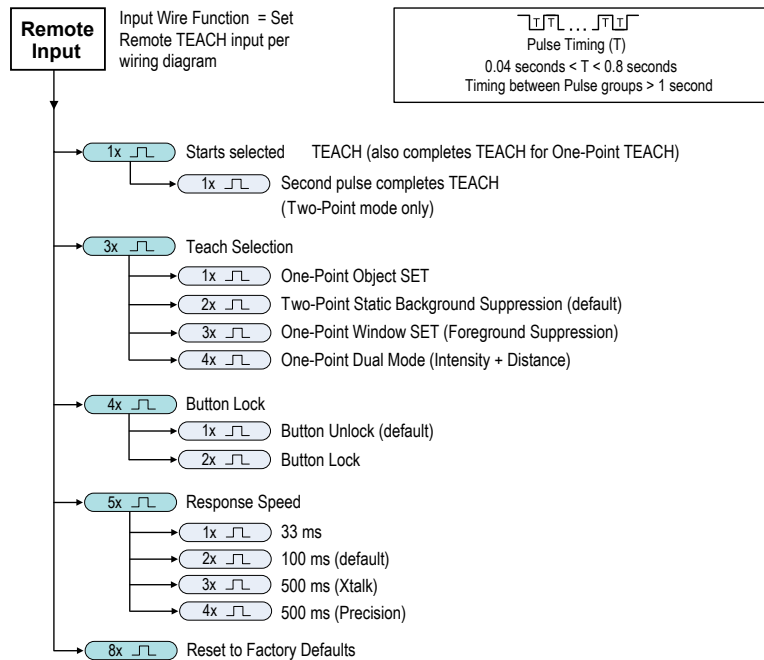 Remote
Input
Input Wire Function = Set
Remote TEACH input per
wiring diagram
T T ... T T
Pulse Timing (T)
0.04 seconds < T < 0.8 seconds
Timing between Pulse groups > 1 second
1x Starts selected TEACH (also completes TEACH for One-Point TEACH)
1x Second pulse completes TEACH
(Two-Point mode only)
3x Teach Selection
1x One-Point Object SET
2x Two-Point Static Background Suppression (default)
3x One-Point Window SET (Foreground Suppression)
4x One-Point Dual Mode (Intensity + Distance)
4x Button Lock
1x Button Unlock (default)
2x Button Lock
5x Response Speed
1x 33 ms
2x 100 ms (default)
3x 500 ms (Xtalk)
4x 500 ms (Precision)
8x Reset to Factory Defaults